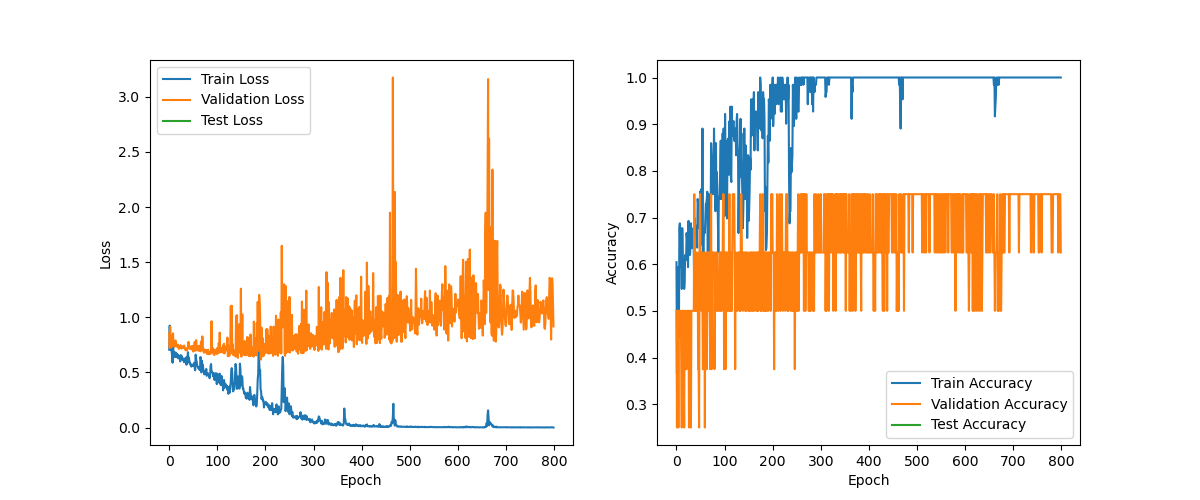 Train Loss
Validation Loss
Test Loss
3.0
2.5
2.0
1.5
1.0
0.5
0.0
Loss
0 100 200 300 400 500 600 700 800
Epoch
1.0
0.9
0.8
0.7
0.6
0.5
0.4
0.3
Accuracy
Train Accuracy
Validation Accuracy
Test Accuracy
0 100 200 300 400 500 600 700 800
Epoch